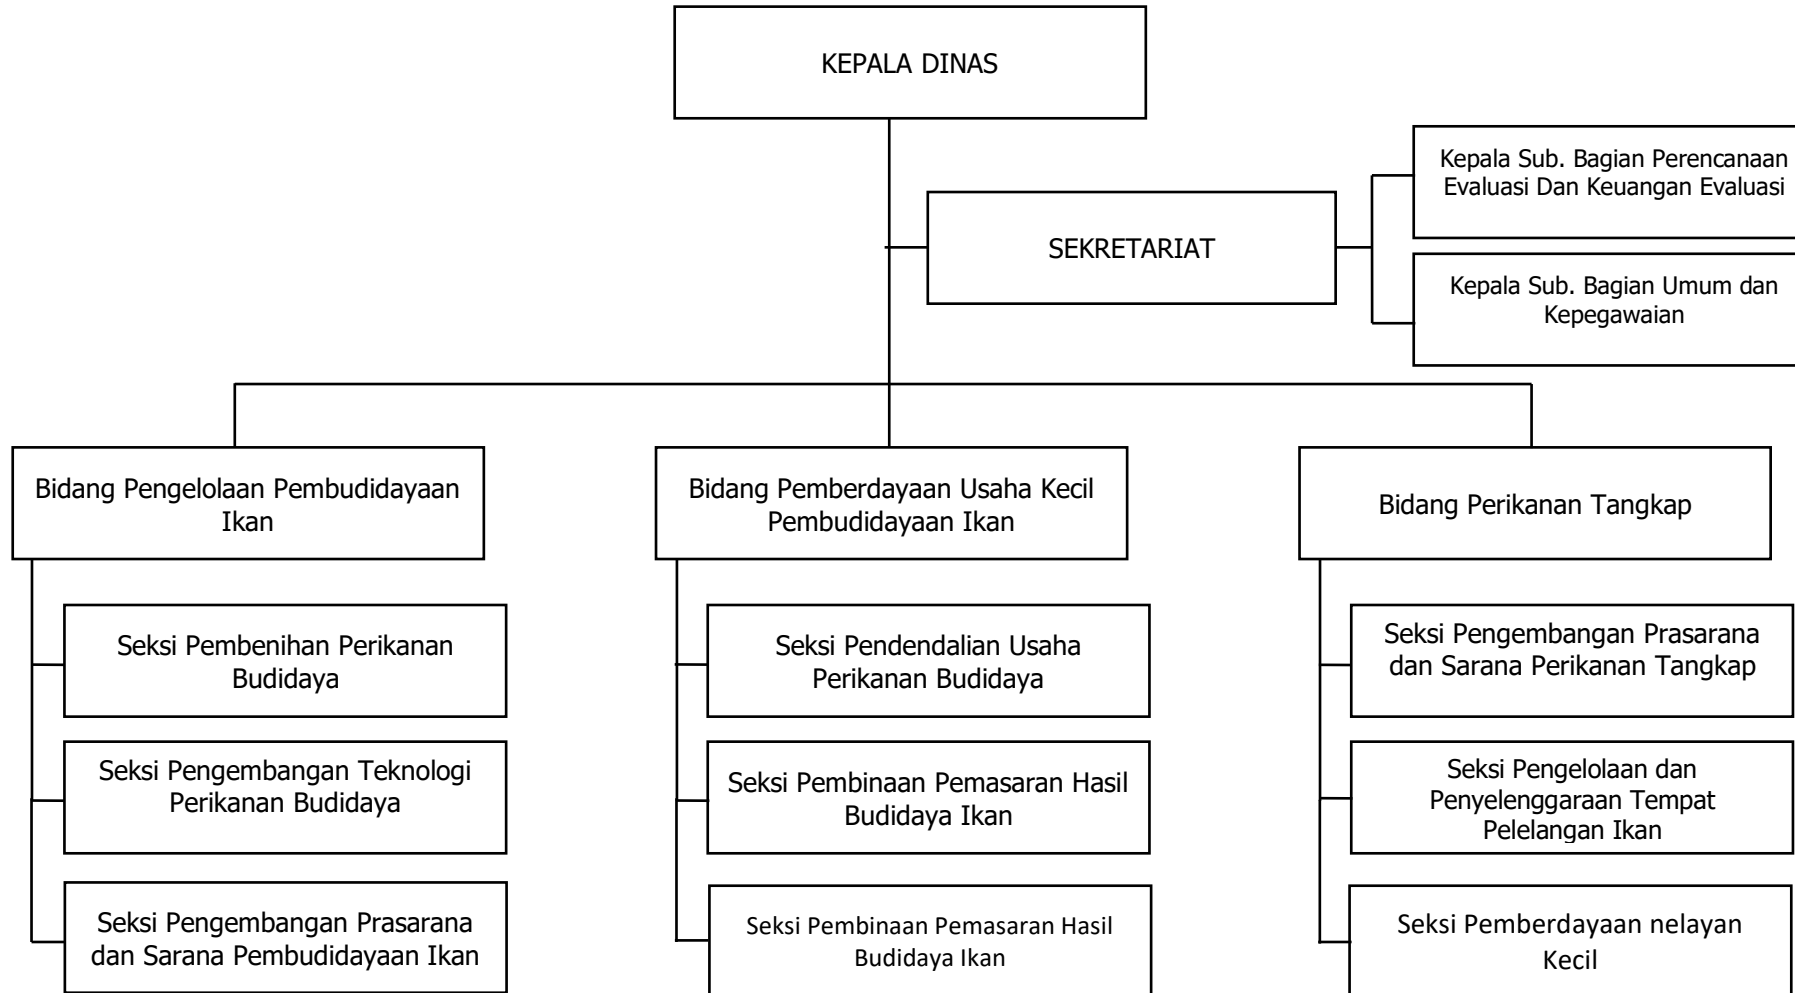 KEPALA DINAS
Kepala Sub. Bagian Perencanaan
Evaluasi Dan Keuangan Evaluasi
SEKRETARIAT
Kepala Sub. Bagian Umum dan
Kepegawaian
Bidang Pengelolaan Pembudidayaan
Ikan
Bidang Pemberdayaan Usaha Kecil
Pembudidayaan Ikan
Bidang Perikanan Tangkap
Seksi Pembenihan Perikanan
Budidaya
Seksi Pendendalian Usaha
Perikanan Budidaya
Seksi Pengembangan Prasarana
dan Sarana Perikanan Tangkap
Seksi Pengembangan Teknologi
Perikanan Budidaya
Seksi Pembinaan Pemasaran Hasil
Budidaya Ikan
Seksi Pengelolaan dan
Penyelenggaraan Tempat
Pelelangan Ikan
Seksi Pengembangan Prasarana
dan Sarana Pembudidayaan Ikan
Seksi Pembinaan Pemasaran Hasil
Budidaya Ikan
Seksi Pemberdayaan nelayan
Kecil